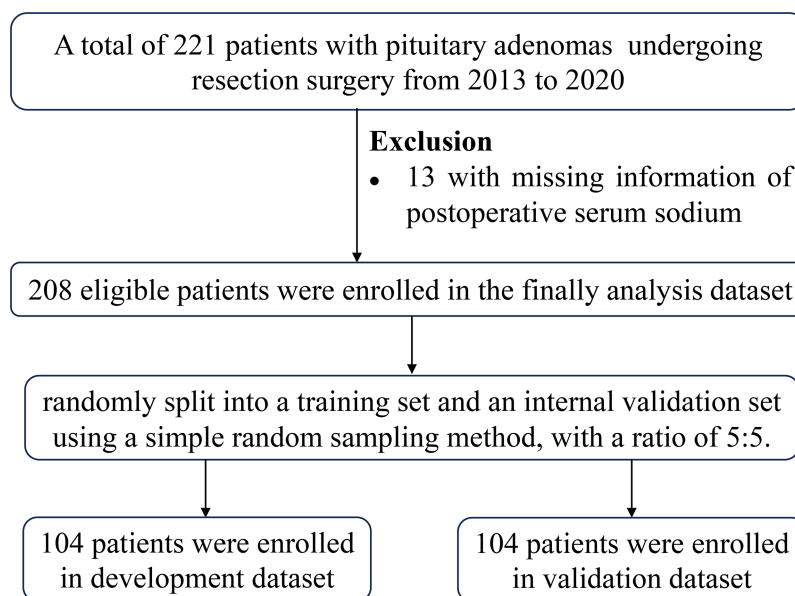 A total of 221 patients with pituitary adenomas undergoing
resection surgery from 2013 to 2020
Exclusion
• 13 with missing information of
postoperative serum sodium
208 eligible patients were enrolled in the finally analysis dataset
randomly split into a training set and an internal validation set
using a simple random sampling method, with a ratio of 5:5.
104 patients were enrolled
in development dataset
104 patients were enrolled
in validation dataset